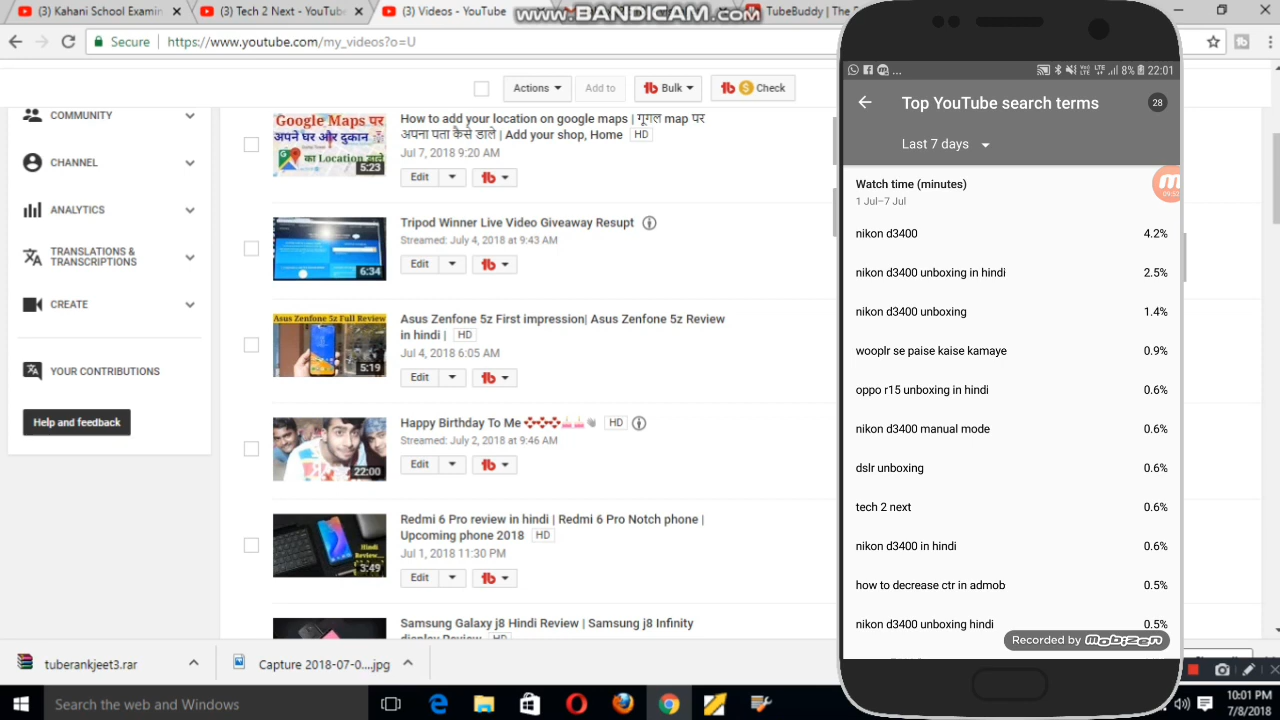 (3) Kahani School Examin
(3) Tech 2 Next - YouTube
(3) Videos - YouTube
www.BANDICAM.com
TubeBuddy | The S
Secure
https://www.youtube.com/my_videos?o=U
Actions
Add to
Bulk
Check
COMMUNITY
CHANNEL
ANALYTICS
TRANSLATIONS &
TRANSCRIPTIONS
CREATE
YOUR CONTRIBUTIONS
Help and feedback
Google Maps पर
अपने घर और दुकान
का Location डाले
5:23
How to add your location on google maps | गूगल map पर
अपना पता कैसे डाले | Add your shop, Home HD
Jul 7, 2018 9:20 AM
Edit
6:34
Tripod Winner Live Video Giveaway Resupt
Streamed: July 4, 2018 at 9:43 AM
Edit
Asus Zenfone 5z Full Review
5:19
Asus Zenfone 5z First impression| Asus Zenfone 5z Review
in hindi | HD
Jul 4, 2018 6:05 AM
Edit
22:00
Happy Birthday To Me HD
Streamed: July 2, 2018 at 9:46 AM
Edit
Hindi
Review...
3:49
Redmi 6 Pro review in hindi | Redmi 6 Pro Notch phone |
Upcoming phone 2018 HD
Jul 1, 2018 11:30 PM
Edit
Samsung Galaxy j8 Hindi Review | Samsung j8 Infinity
display Review HD
8% 22:01
Top YouTube search terms
28
Last 7 days
Watch time (minutes)
1 Jul–7 Jul
nikon d3400 4.2%
nikon d3400 unboxing in hindi 2.5%
nikon d3400 unboxing 1.4%
wooplr se paise kaise kamaye 0.9%
oppo r15 unboxing in hindi 0.6%
nikon d3400 manual mode 0.6%
dslr unboxing 0.6%
tech 2 next 0.6%
nikon d3400 in hindi 0.6%
how to decrease ctr in admob 0.5%
nikon d3400 unboxing hindi 0.5%
Recorded by mobizen
tuberankjeet3.rar
Capture 2018-07-0....jpg
Search the web and Windows
10:01 PM
7/8/2018